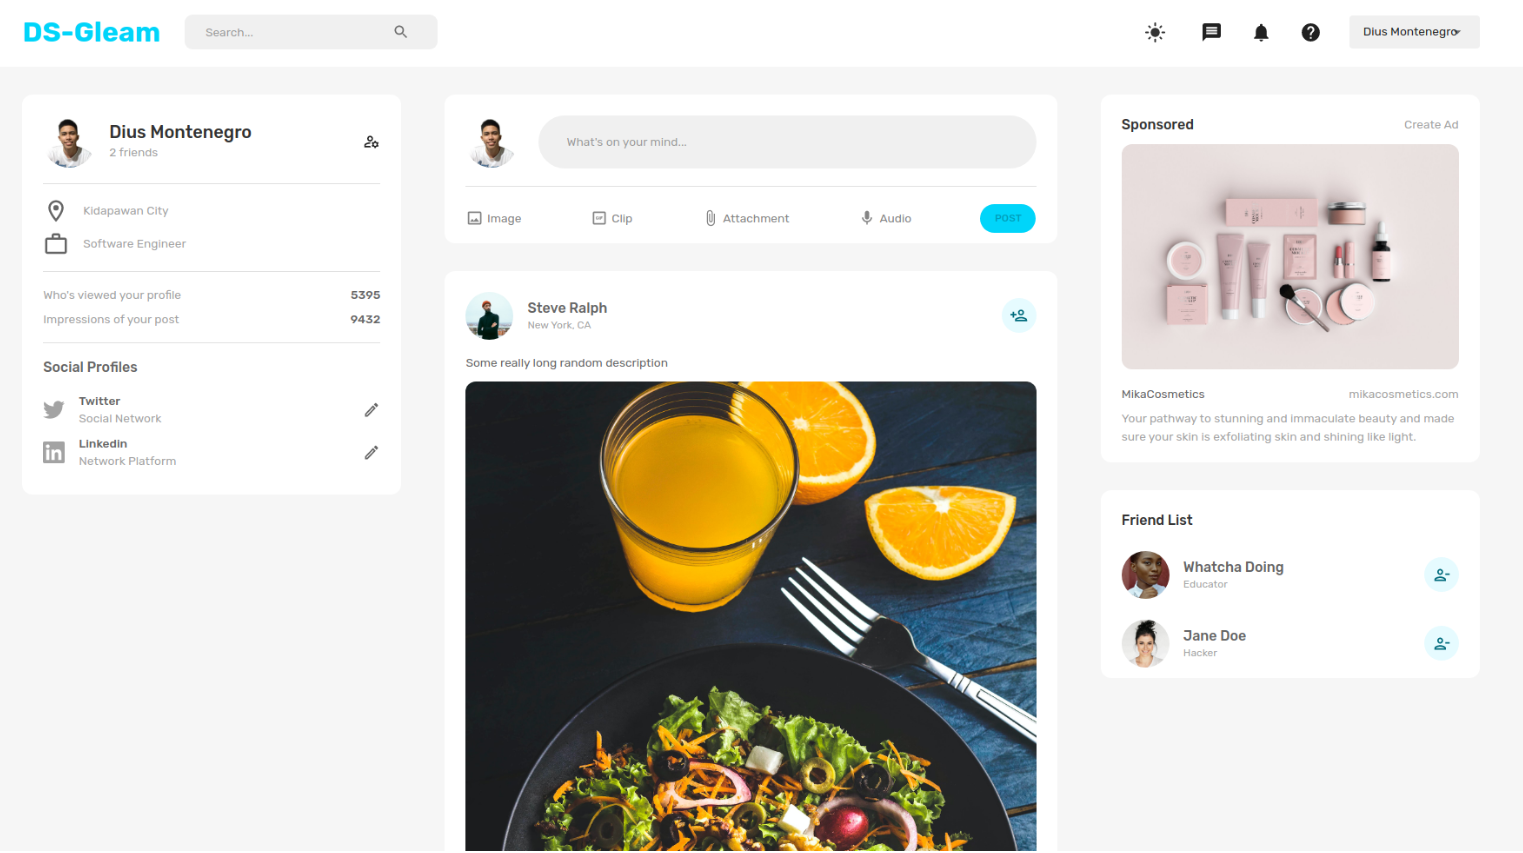 DS-Gleam
Search...
Dius Montenegro
Dius Montenegro
2 friends
Kidapawan City
Software Engineer
Who's viewed your profile
5395
Impressions of your post
9432
Social Profiles
Twitter
Social Network
Linkedin
Network Platform
What's on your mind...
Image
Clip
Attachment
Audio
POST
Steve Ralph
New York, CA
Some really long random description
Sponsored
Create Ad
MikaCosmetics
mikacosmetics.com
Your pathway to stunning and immaculate beauty and made
sure your skin is exfoliating skin and shining like light.
Friend List
Whatcha Doing
Educator
Jane Doe
Hacker